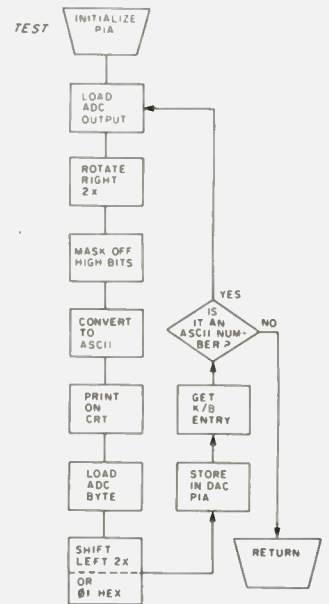 TEST
INITIALIZE
PIA
LOAD
ADC
OUTPUT
ROTATE
RIGHT
2X
MASK OFF
HIGH BITS
CONVERT
TO
ASCII
PRINT
ON
CRT
LOAD
ADC
BYTE
SHIFT
LEFT 2X
OR
Ø1 HEX
STORE
IN DAC
PIA
GET
K/B
ENTRY
IS
IT AN
ASCII NUM-
BER?
YES
NO
RETURN